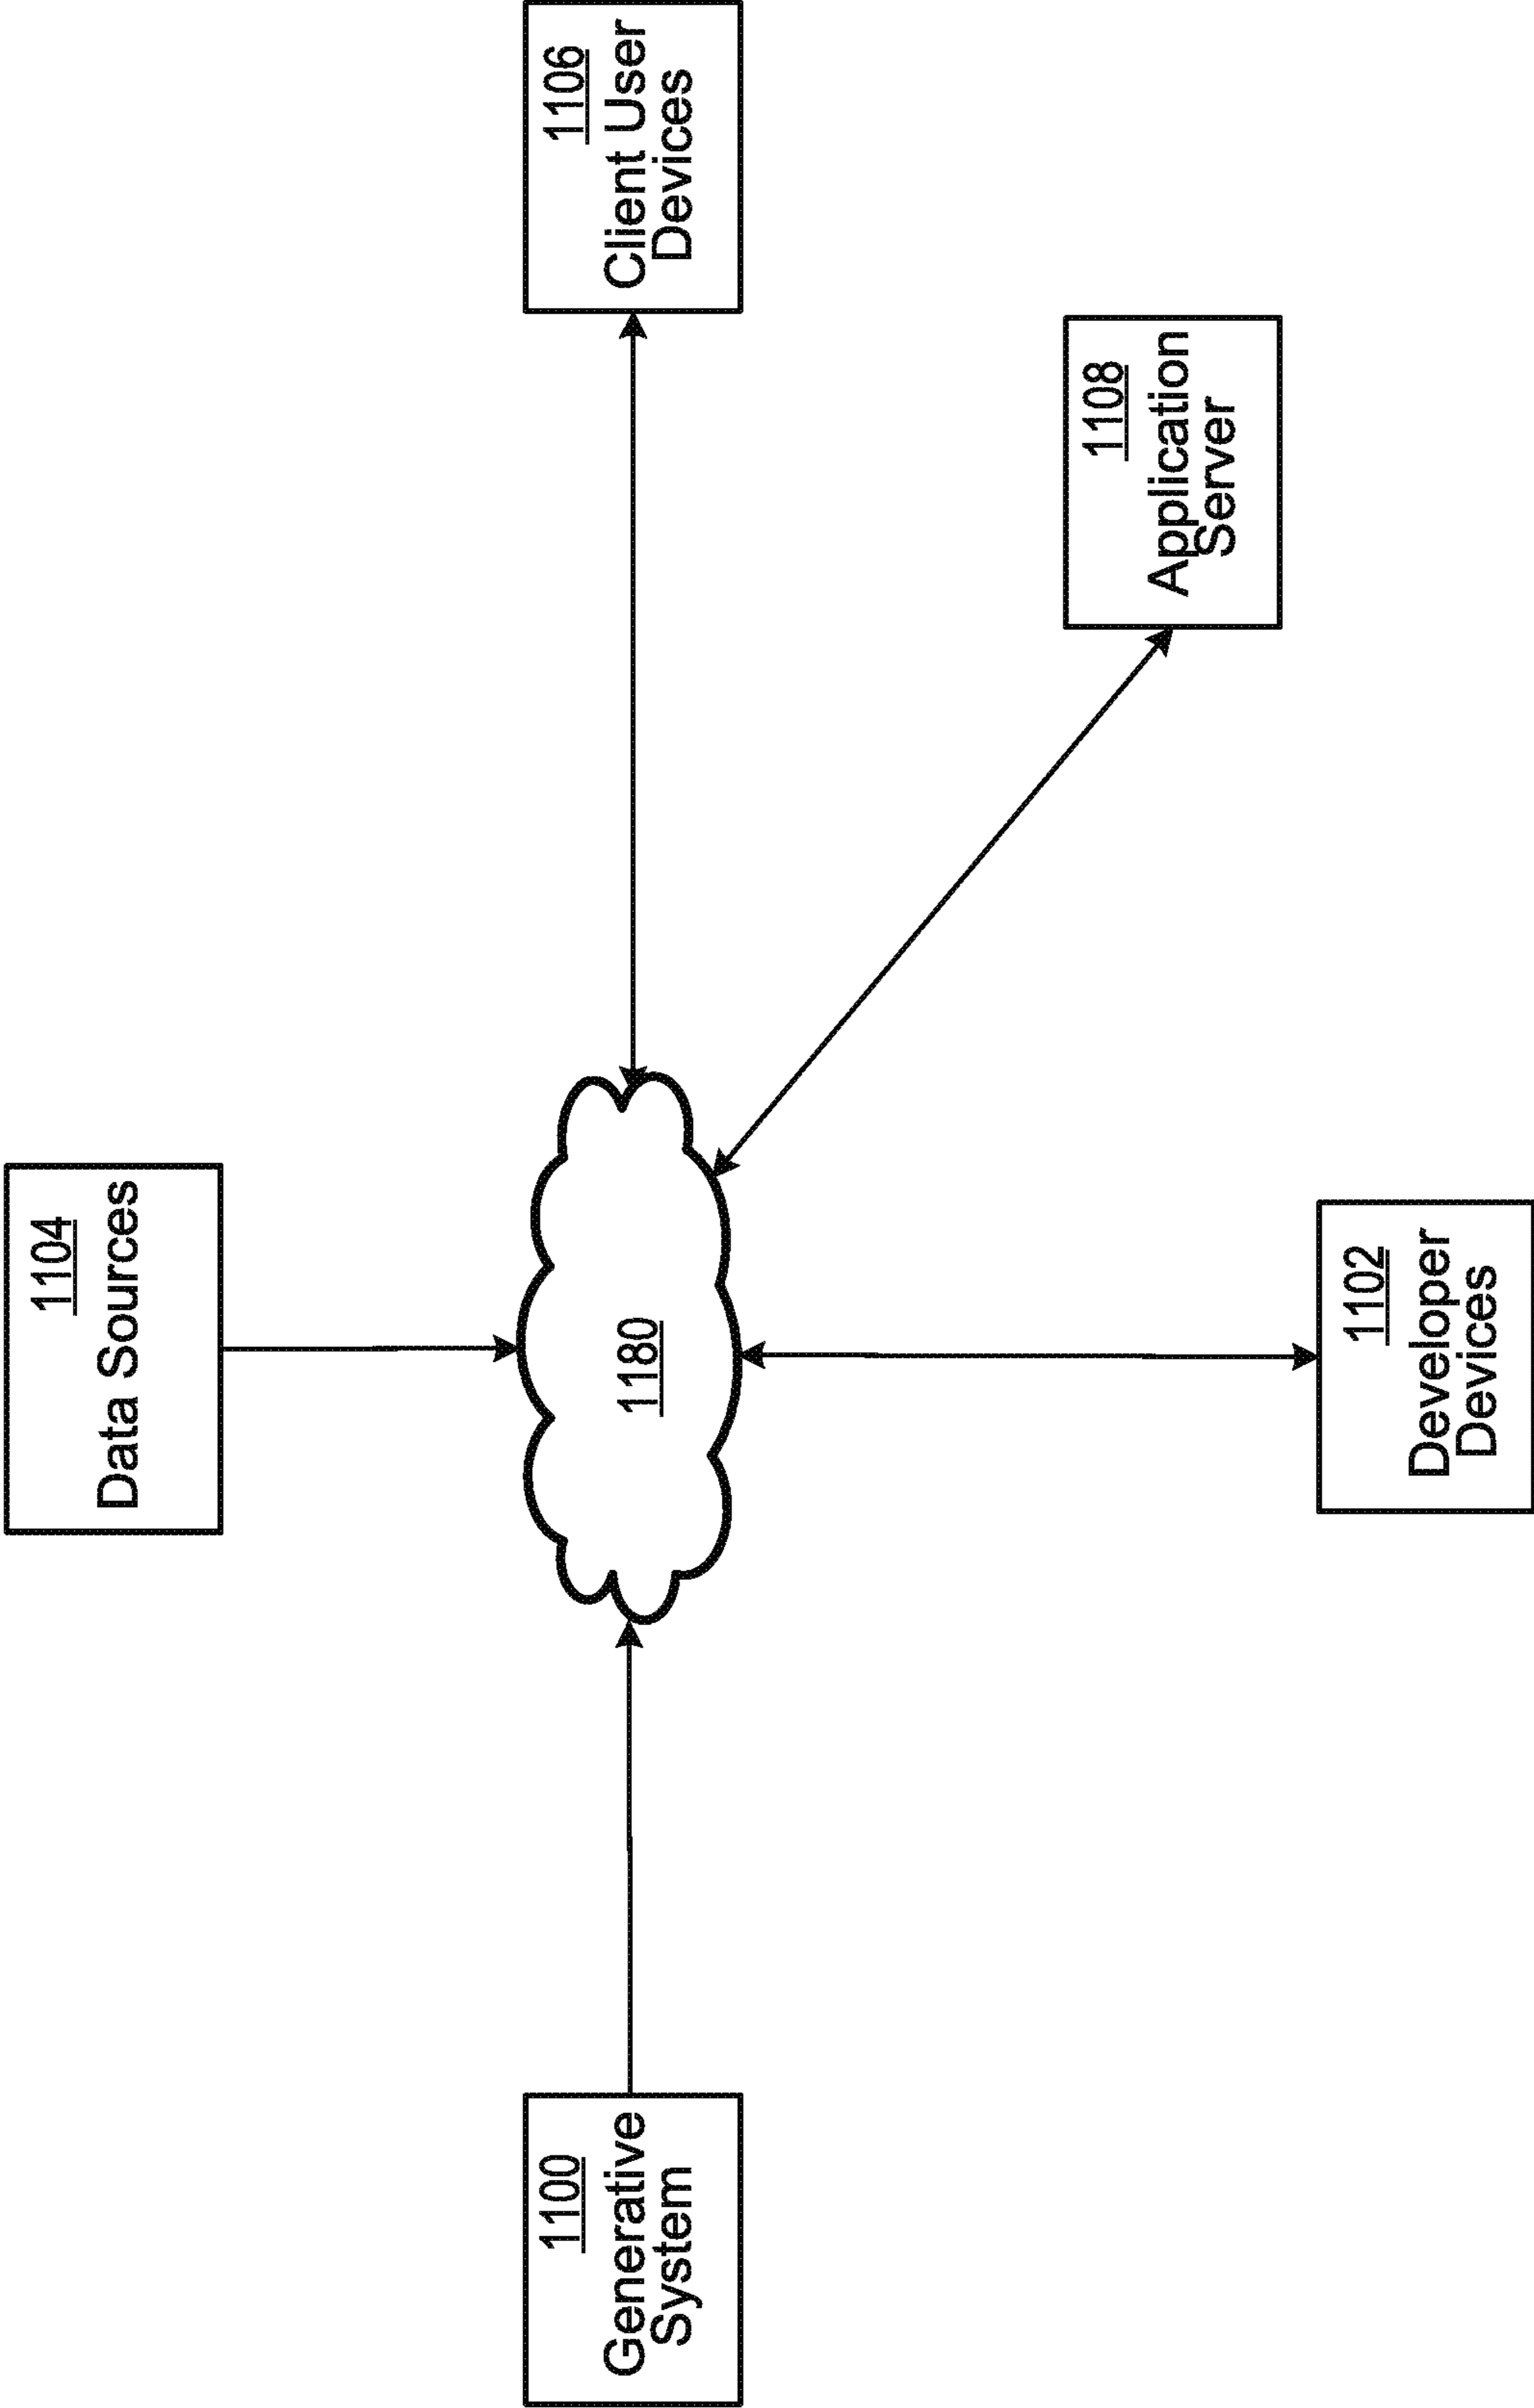 1104
Data Sources
1100
Generative
System
1180
1106
Client User
Devices
1108
Application
Server
1102
Developer
Devices